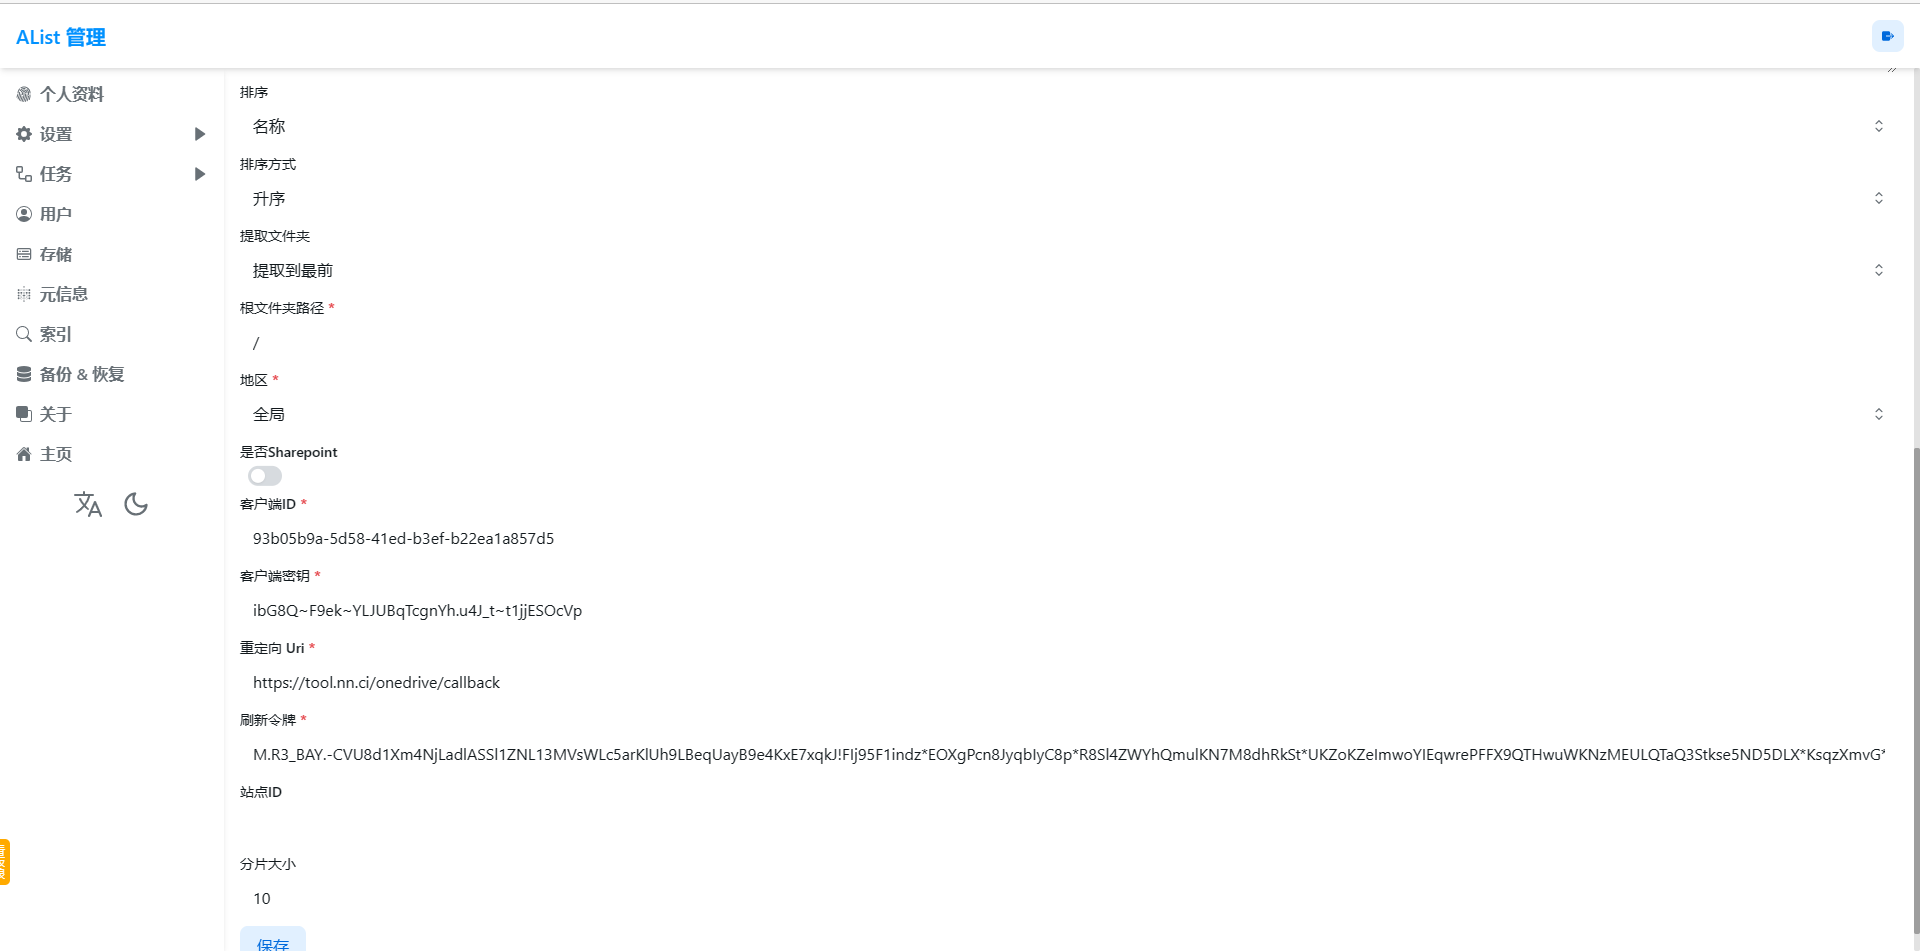 AList 管理
个人资料
设置
任务
用户
存储
元信息
索引
备份 & 恢复
关于
主页
排序
名称
排序方式
升序
提取文件夹
提取到最前
根文件夹路径 *
/
地区 *
全局
是否Sharepoint
客户端ID *
93b05b9a-5d58-41ed-b3ef-b22ea1a857d5
客户端密钥 *
ibG8Q~F9ek~YLJUBqTcgnYh.u4J_t~t1jjESOcVp
重定向 Uri *
https://tool.nn.ci/onedrive/callback
刷新令牌 *
M.R3_BAY.-CVU8d1Xm4NjLadlASSl1ZNL13MVsWLc5arKlUh9LBeqUayB9e4KxE7xqkJ!FIj95F1indz*EOXgPcn8JyqbIyC8p*R8Sl4ZWYhQmulKN7M8dhRkSt*UKZoKZeImwoYIEqwrePFFX9QTHwuWKNzMEULQTaQ3Stkse5ND5DLX*KsqzXmvG*
站点ID
分片大小
10
保存